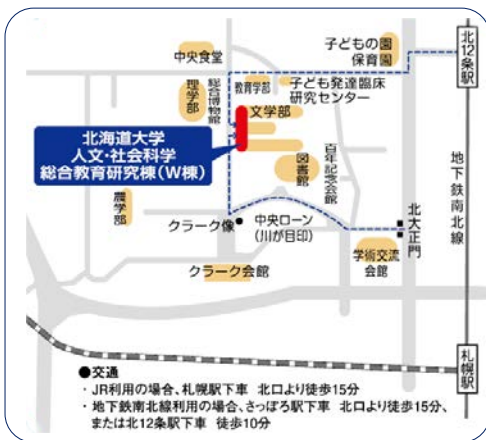 北12条駅
子どもの園
保育園
中央食堂
教育学部
子ども発達臨床
研究センター
総合博物館
理学部
文学部
北海道大学
人文・社会科学
総合教育研究棟(W棟)
図書館
百年記念会館
地下鉄南北線
農学部
クラーク像
中央ローン
(川が目印)
北大正門
クラーク会館
学術交流
会館
札幌駅
●交通
・JR利用の場合、札幌駅下車 北口より徒歩15分
・地下鉄南北線利用の場合、さっぽろ駅下車 北口より徒歩15分、
または北12条駅下車 徒歩10分